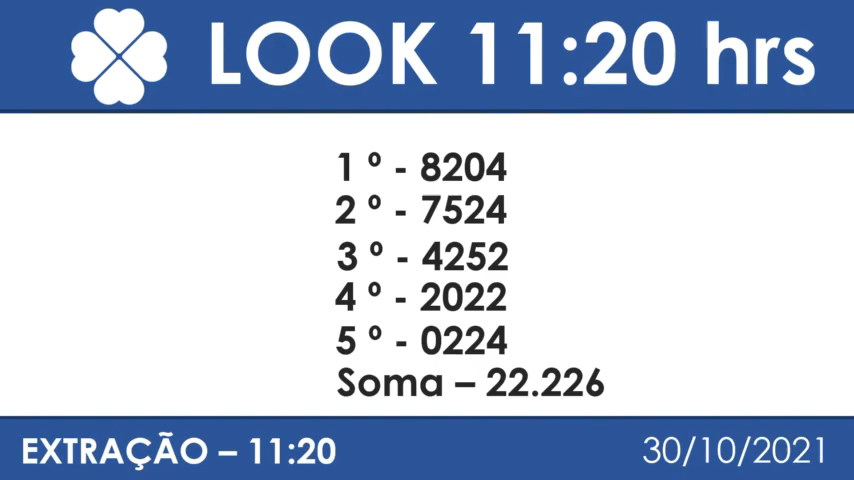 LOOK 11:20 hrs
1 º - 8204
2 º - 7524
3 º - 4252
4 º - 2022
5 º - 0224
Soma – 22.226
EXTRAÇÃO – 11:20
30/10/2021